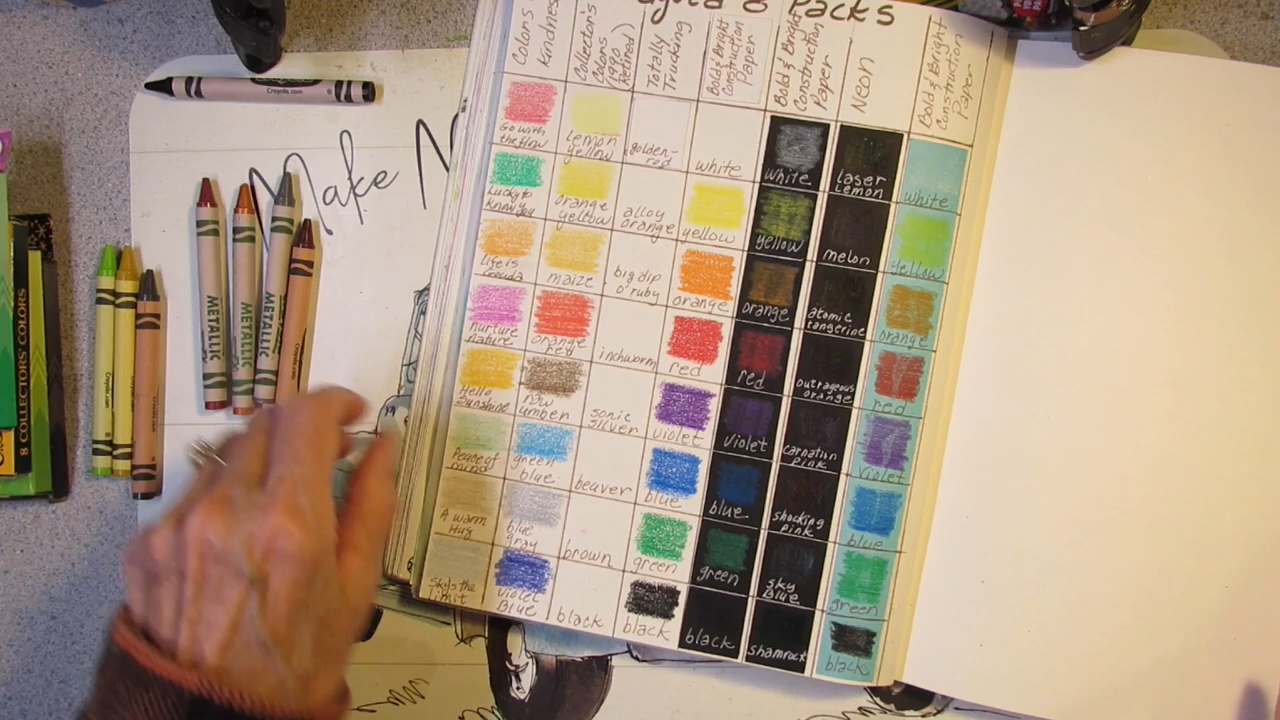 Packs
Colors
Kindness
Collector's
Colors
(1990
Retired)
Totally
Trucking
Bold & Bright
Construction
Paper
Bold & Bright
Construction
Paper
Neon
Bold & Bright
Construction
Paper
Go with
the flow
Lemon
yellow
golden-
rod
white
white
laser
lemon
white
Lucky to
Know you
orange
yellow
alloy
orange
yellow
yellow
melon
Yellow
Life is
Gouda
maize
big dip
o' ruby
orange
orange
atomic
tangerine
orange
nurture
nature
orange
red
inchworm
red
red
outrageous
orange
red
Hello
Sunshine
raw
umber
sonic
silver
violet
violet
carnation
pink
Violet
Peace of
mind
green
blue
beaver
blue
blue
shocking
pink
blue
A warm
Hug
blue
gray
brown
green
green
sky
Blue
green
Sky's the
limit
Violet
Blue
black
black
black
shamrock
black
Crayola.com
Make
METALLIC
METALLIC
METALLIC
8 COLLECTORS' COLORS